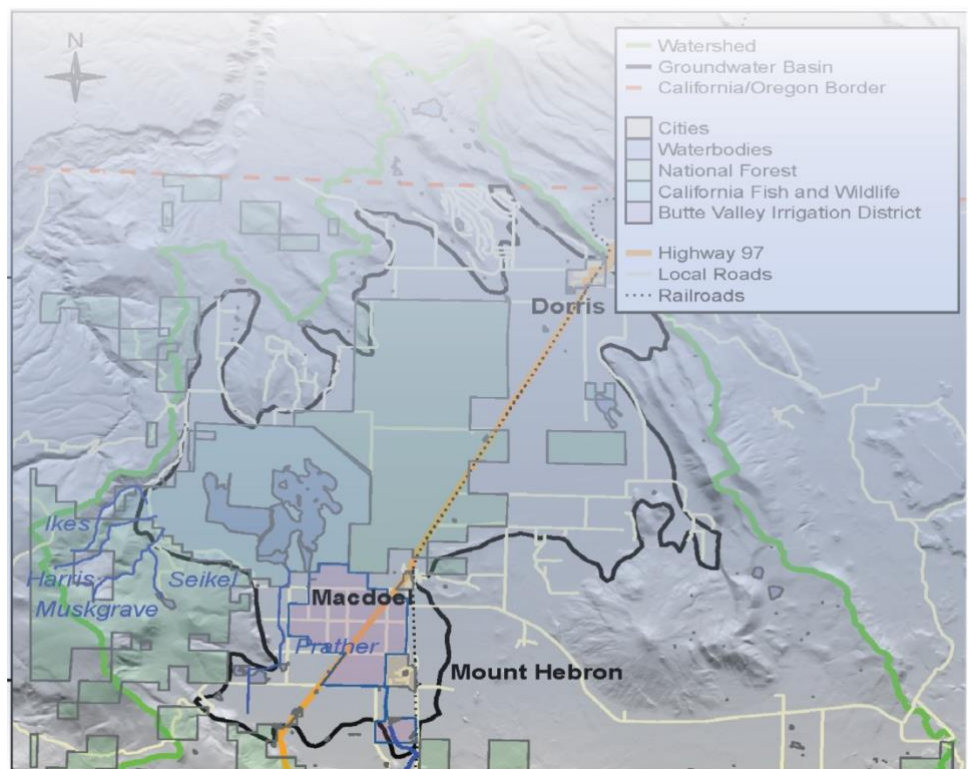 N
Watershed
Groundwater Basin
California/Oregon Border
Cities
Waterbodies
National Forest
California Fish and Wildlife
Butte Valley Irrigation District
Highway 97
Local Roads
Railroads
Dorris
Ikes
Harris
Seikel
Muskgrave
Macdoel
Prather
Mount Hebron